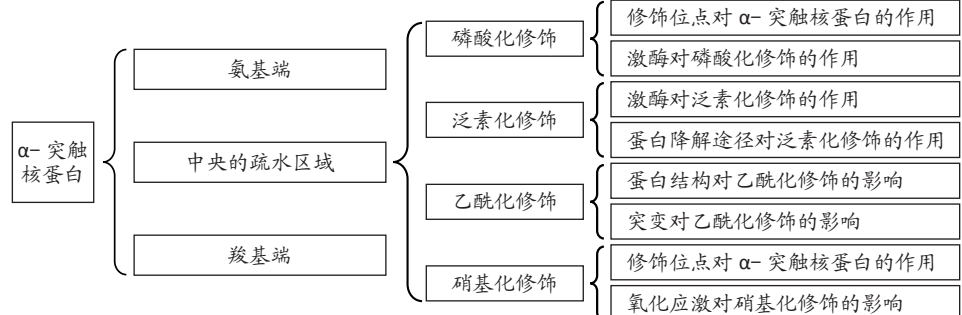 α- 突触
核蛋白
氨基端
中央的疏水区域
羧基端
磷酸化修饰
泛素化修饰
乙酰化修饰
硝基化修饰
修饰位点对 α- 突触核蛋白的作用
激酶对磷酸化修饰的作用
激酶对泛素化修饰的作用
蛋白降解途径对泛素化修饰的作用
蛋白结构对乙酰化修饰的影响
突变对乙酰化修饰的影响
修饰位点对 α- 突触核蛋白的作用
氧化应激对硝基化修饰的影响